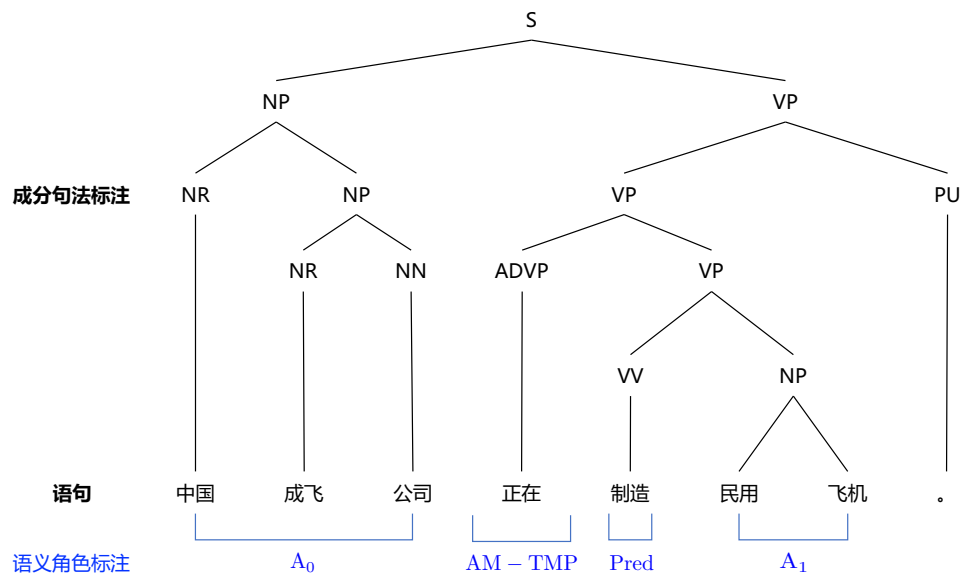 S
NP VP
成分句法标注 NR NP VP PU
NR NN ADVP VP
VV NP
语句 中国 成飞 公司 正在 制造 民用 飞机 。
语义角色标注 A₀ AM – TMP Pred A₁